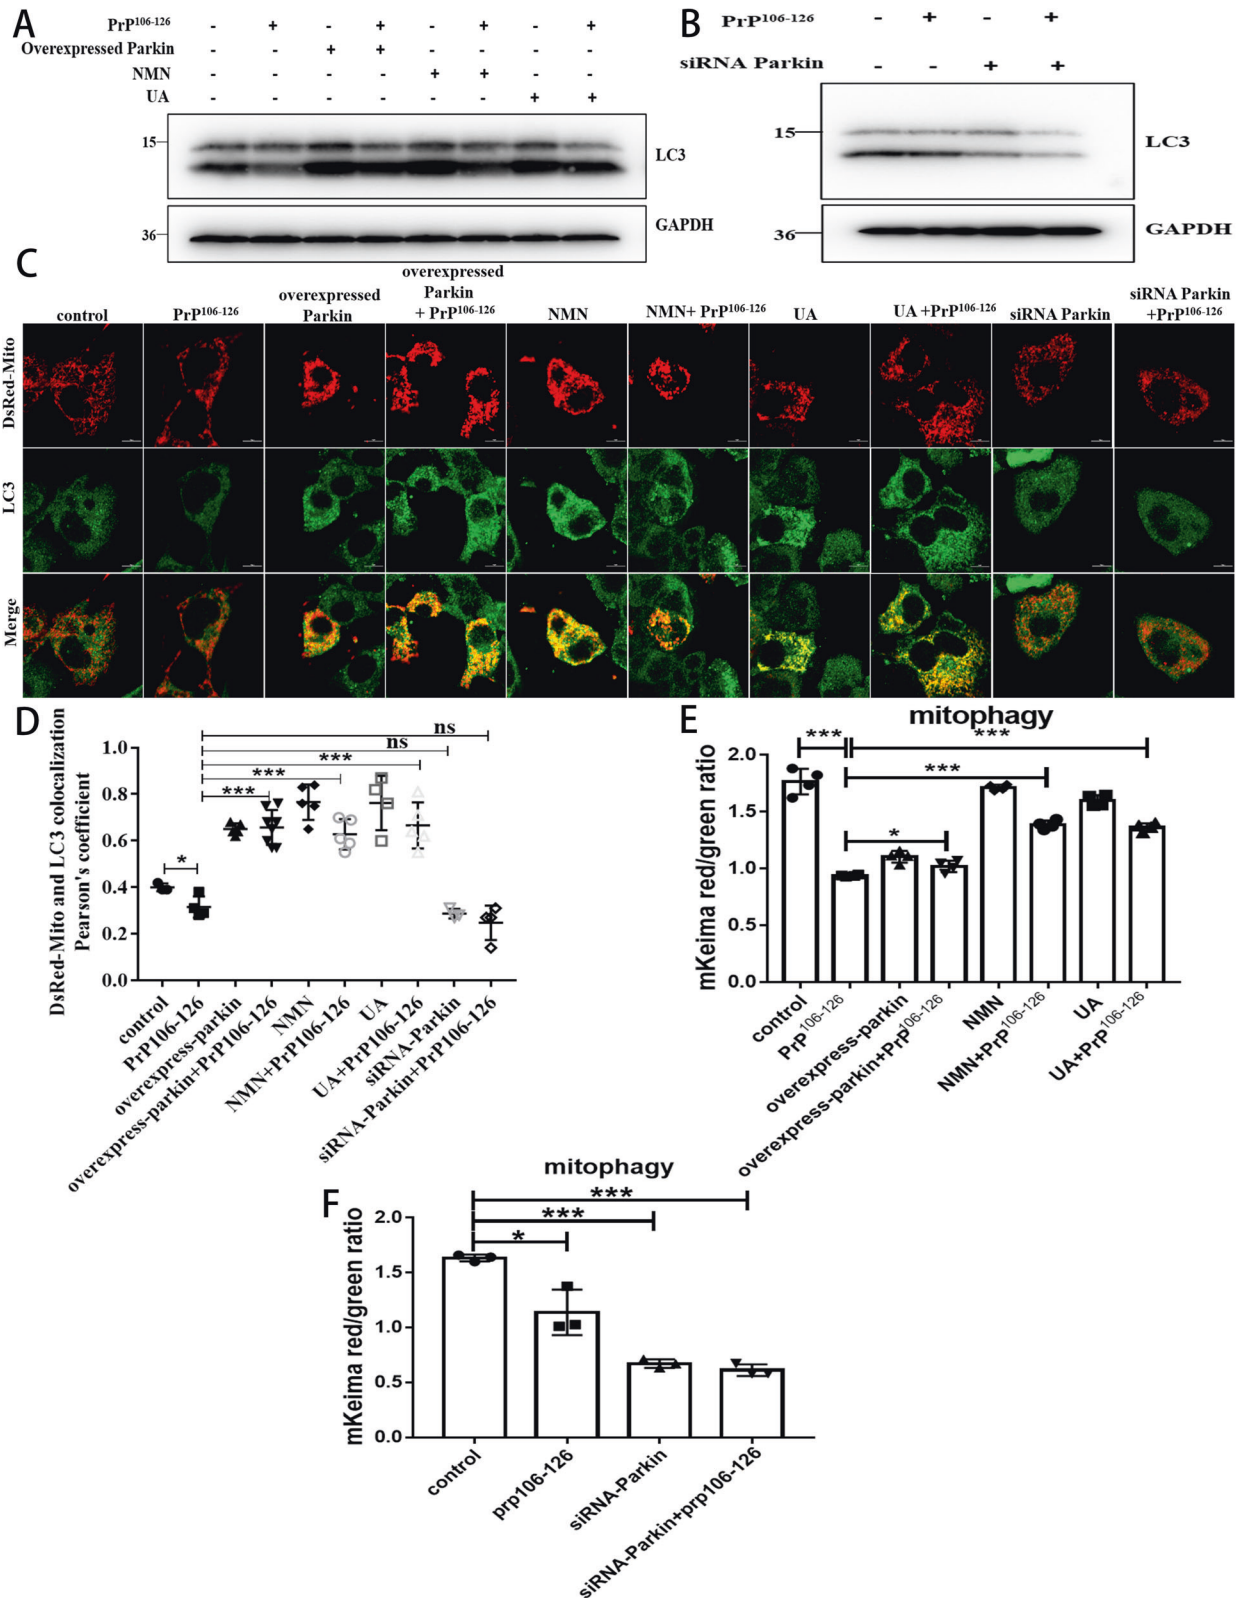 A
PrP106-126 - + - + - + - +
Overexpressed Parkin - - + + - - - -
NMN - - - - + + - -
UA - - - - - - + +
15
LC3
36
GAPDH
B
PrP106-126 - + - +
siRNA Parkin - - + +
15
LC3
36
GAPDH
C
control
PrP106-126
overexpressed
Parkin
overexpressed
Parkin
+ PrP106-126
NMN
NMN+ PrP106-126
UA
UA +PrP106-126
siRNA Parkin
siRNA Parkin
+PrP106-126
DsRed-Mito
LC3
Merge
D
DsRed-Mito and LC3 colocalization
Pearson's coefficient
1.0
0.8
0.6
0.4
0.2
0.0
ns
ns
***
***
***
*
control
PrP106-126
overexpress-parkin
overexpress-parkin+PrP106-126
NMN
NMN+PrP106-126
UA
UA+PrP106-126
siRNA-Parkin
siRNA-Parkin+PrP106-126
E
mitophagy
mKeima red/green ratio
2.0
1.5
1.0
0.5
0.0
***
***
***
*
control
PrP106-126
overexpress-parkin
overexpress-parkin+PrP106-126
NMN
NMN+PrP106-126
UA
UA+PrP106-126
F
mitophagy
mKeima red/green ratio
2.0
1.5
1.0
0.5
0.0
***
***
*
control
prp106-126
siRNA-Parkin
siRNA-Parkin+prp106-126